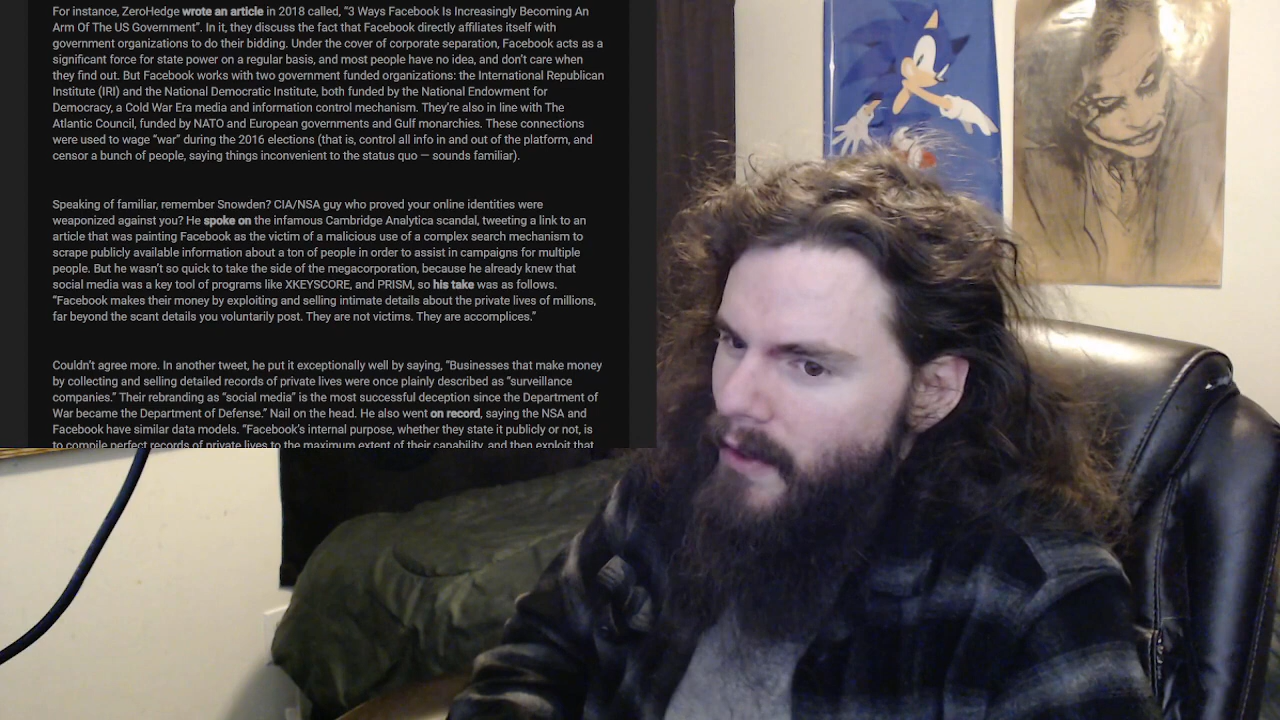 For instance, ZeroHedge wrote an article in 2018 called, "3 Ways Facebook Is Increasingly Becoming An
Arm Of The US Government". In it, they discuss the fact that Facebook directly affiliates itself with
government organizations to do their bidding. Under the cover of corporate separation, Facebook acts as a
significant force for state power on a regular basis, and most people have no idea, and don't care when
they find out. But Facebook works with two government funded organizations: the International Republican
Institute (IRI) and the National Democratic Institute, both funded by the National Endowment for
Democracy, a Cold War Era media and information control mechanism. They're also in line with The
Atlantic Council, funded by NATO and European governments and Gulf monarchies. These connections
were used to wage "war" during the 2016 elections (that is, control all info in and out of the platform, and
censor a bunch of people, saying things inconvenient to the status quo — sounds familiar).
Speaking of familiar, remember Snowden? CIA/NSA guy who proved your online identities were
weaponized against you? He spoke on the infamous Cambridge Analytica scandal, tweeting a link to an
article that was painting Facebook as the victim of a malicious use of a complex search mechanism to
scrape publicly available information about a ton of people in order to assist in campaigns for multiple
people. But he wasn't so quick to take the side of the megacorporation, because he already knew that
social media was a key tool of programs like XKEYSCORE, and PRISM, so his take was as follows.
"Facebook makes their money by exploiting and selling intimate details about the private lives of millions,
far beyond the scant details you voluntarily post. They are not victims. They are accomplices."
Couldn't agree more. In another tweet, he put it exceptionally well by saying, "Businesses that make money
by collecting and selling detailed records of private lives were once plainly described as "surveillance
companies." Their rebranding as "social media" is the most successful deception since the Department of
War became the Department of Defense." Nail on the head. He also went on record, saying the NSA and
Facebook have similar data models. "Facebook's internal purpose, whether they state it publicly or not, is
to compile perfect records of private lives to the maximum extent of their capability, and then exploit that